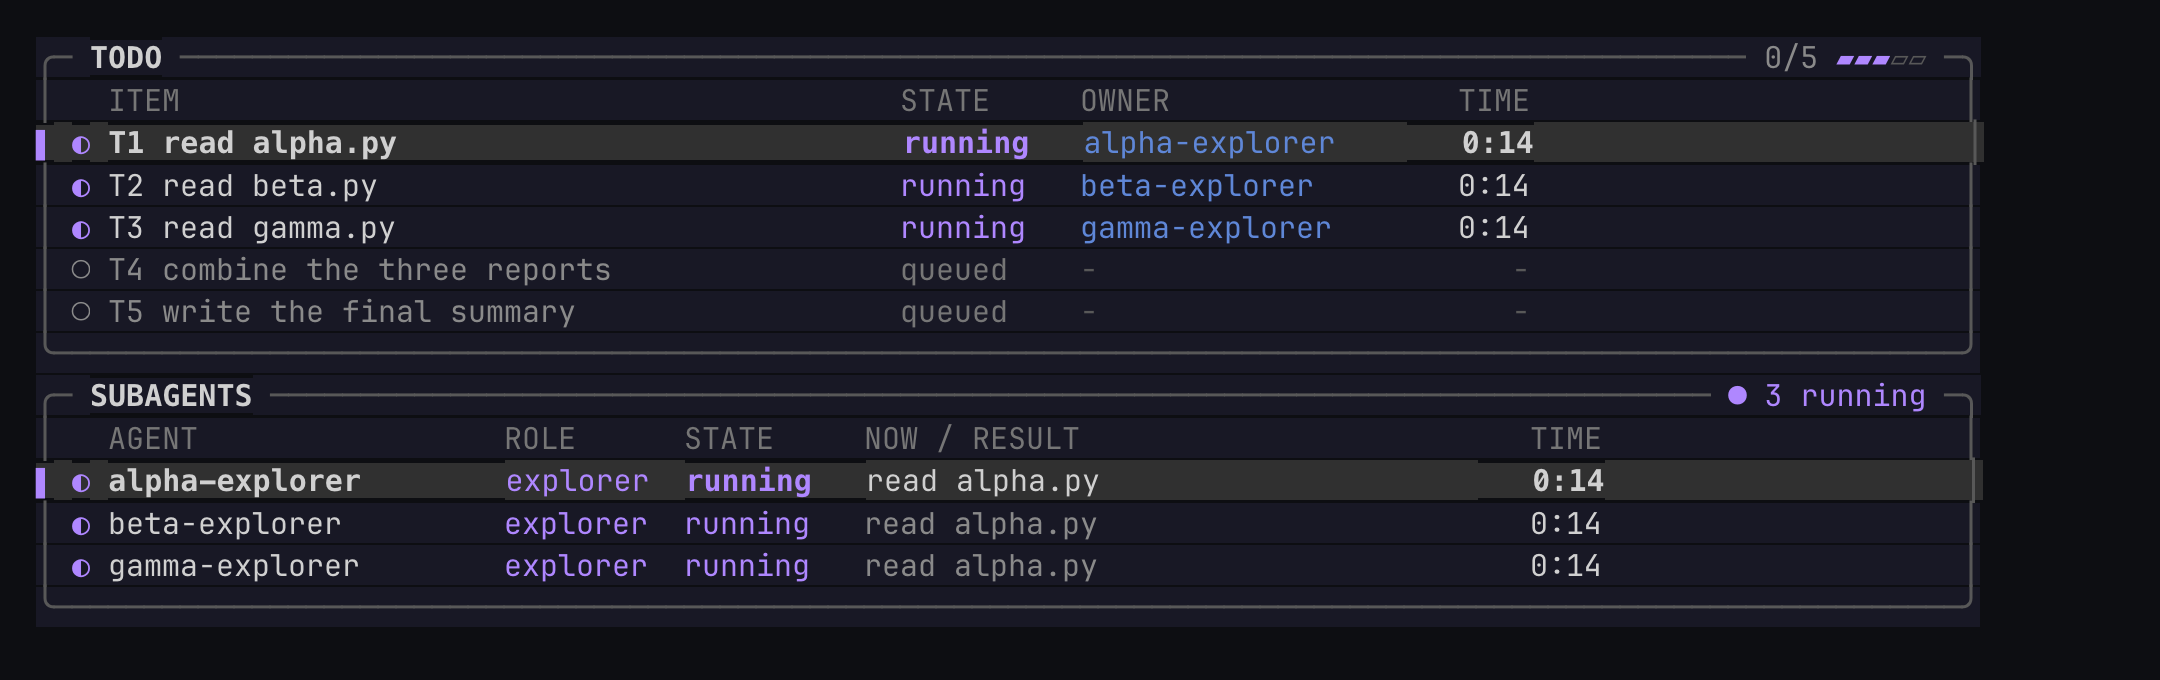 TODO 0/5 ▰▰▰▱▱
ITEM STATE OWNER TIME
◐ T1 read alpha.py running alpha-explorer 0:14
◐ T2 read beta.py running beta-explorer 0:14
◐ T3 read gamma.py running gamma-explorer 0:14
○ T4 combine the three reports queued - -
○ T5 write the final summary queued - -
SUBAGENTS ● 3 running
AGENT ROLE STATE NOW / RESULT TIME
◐ alpha-explorer explorer running read alpha.py 0:14
◐ beta-explorer explorer running read alpha.py 0:14
◐ gamma-explorer explorer running read alpha.py 0:14